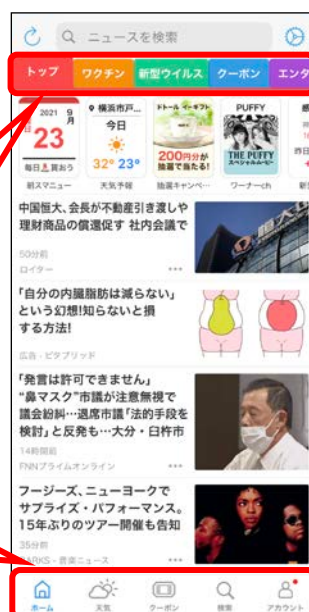 ニュースを検索
トップ
ワクチン
新型ウイルス
クーポン
エンタ
2021 9月
23
毎日 貰おう
朝スマニュー
横浜市戸…
今日
32° 23°
天気予報
ドトール イーギフト
200円分が
抽選で当たる!
抽選キャンペ…
PUFFY
THE PUFFY
ワーナーch
中国恒大、会長が不動産引き渡しや
理財商品の償還促す 社内会議で
50分前
ロイター
「自分の内臓脂肪は減らない」
という幻想!知らないと損
する方法!
広告・ビタブリッド
「発言は許可できません」
“鼻マスク”市議が注意無視で
議会紛糾…退席市議「法的手段を
検討」と反発も…大分・臼杵市
14時間前
FNNプライムオンライン
フージーズ、ニューヨークで
サプライズ・パフォーマンス。
15年ぶりのツアー開催も告知
35分前
BARKS - 音楽ニュース
ホーム
天気
クーポン
検索
アカウント